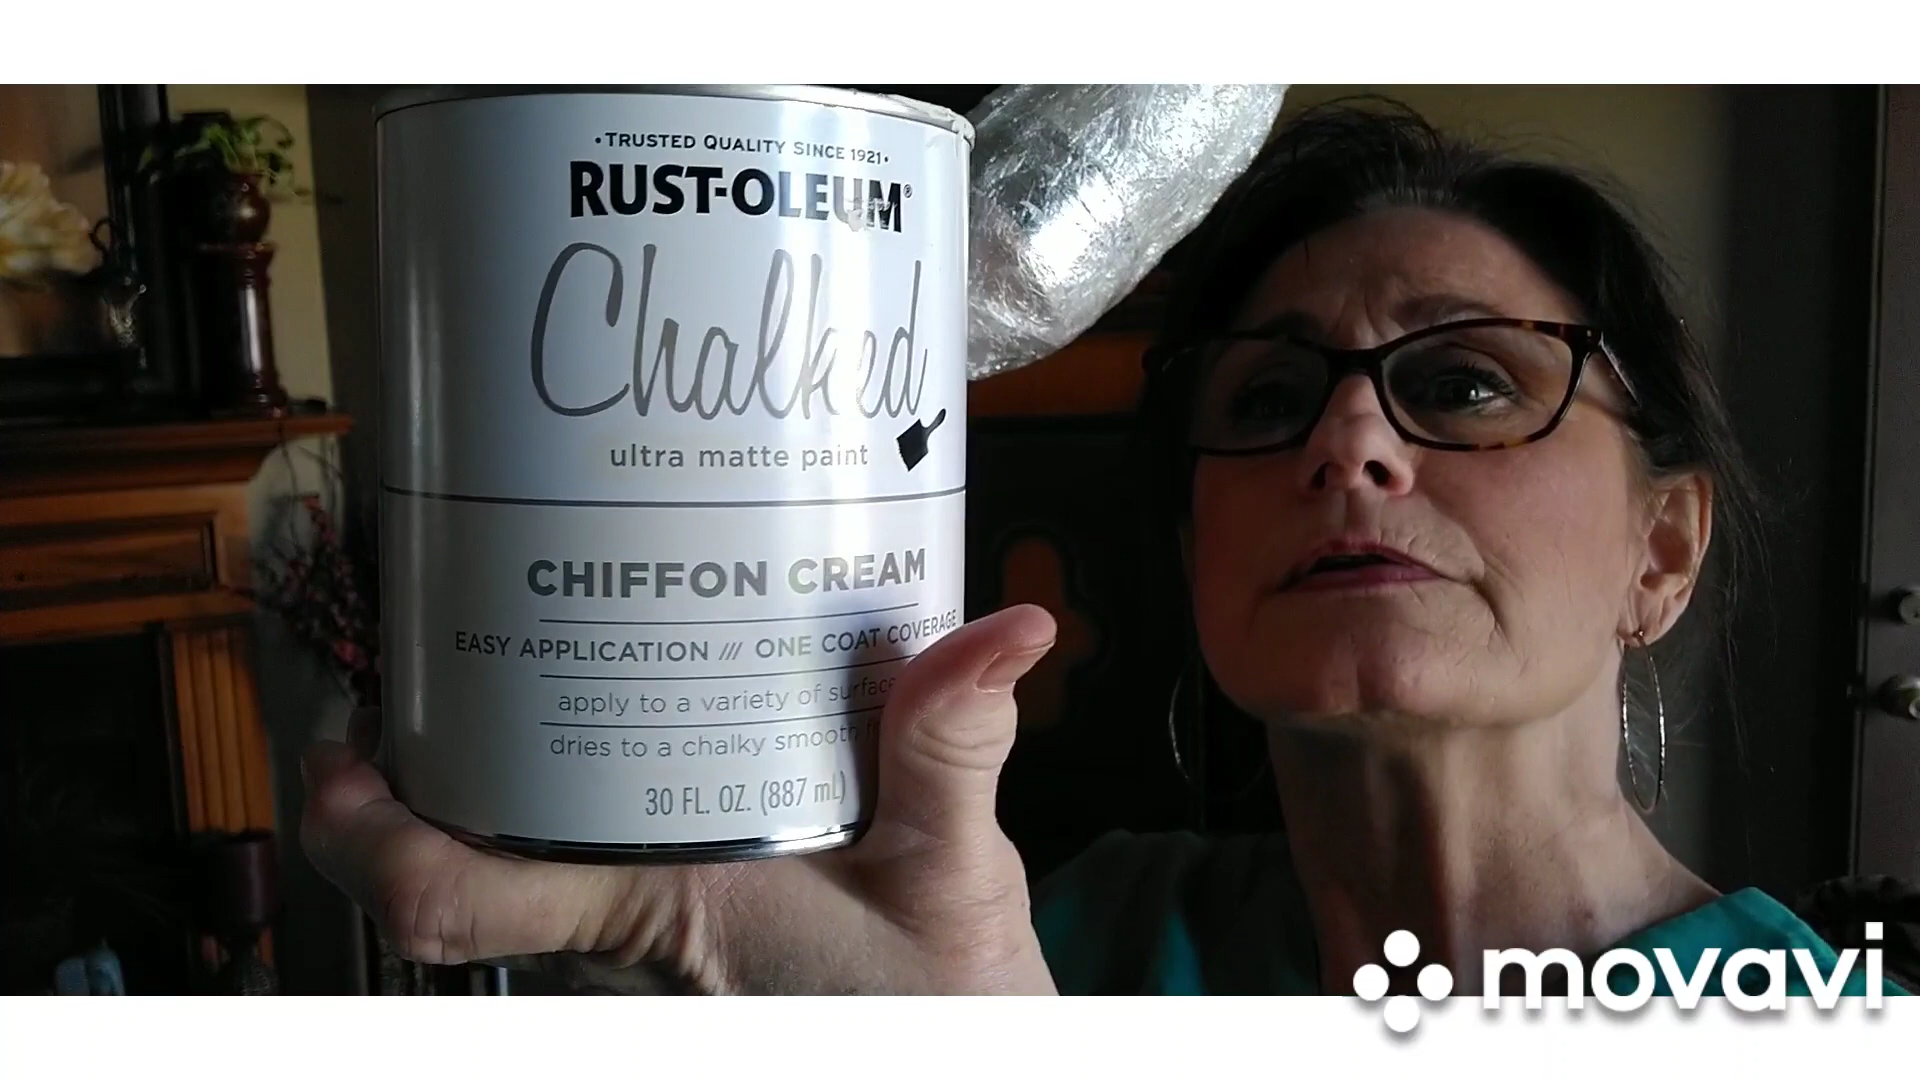 •TRUSTED QUALITY SINCE 1921•
RUST-OLEUM®
Chalked
ultra matte paint
CHIFFON CREAM
EASY APPLICATION /// ONE COAT COVERAGE
apply to a variety of
dries to a chalky smooth
30 FL. OZ. (887 mL)
movavi